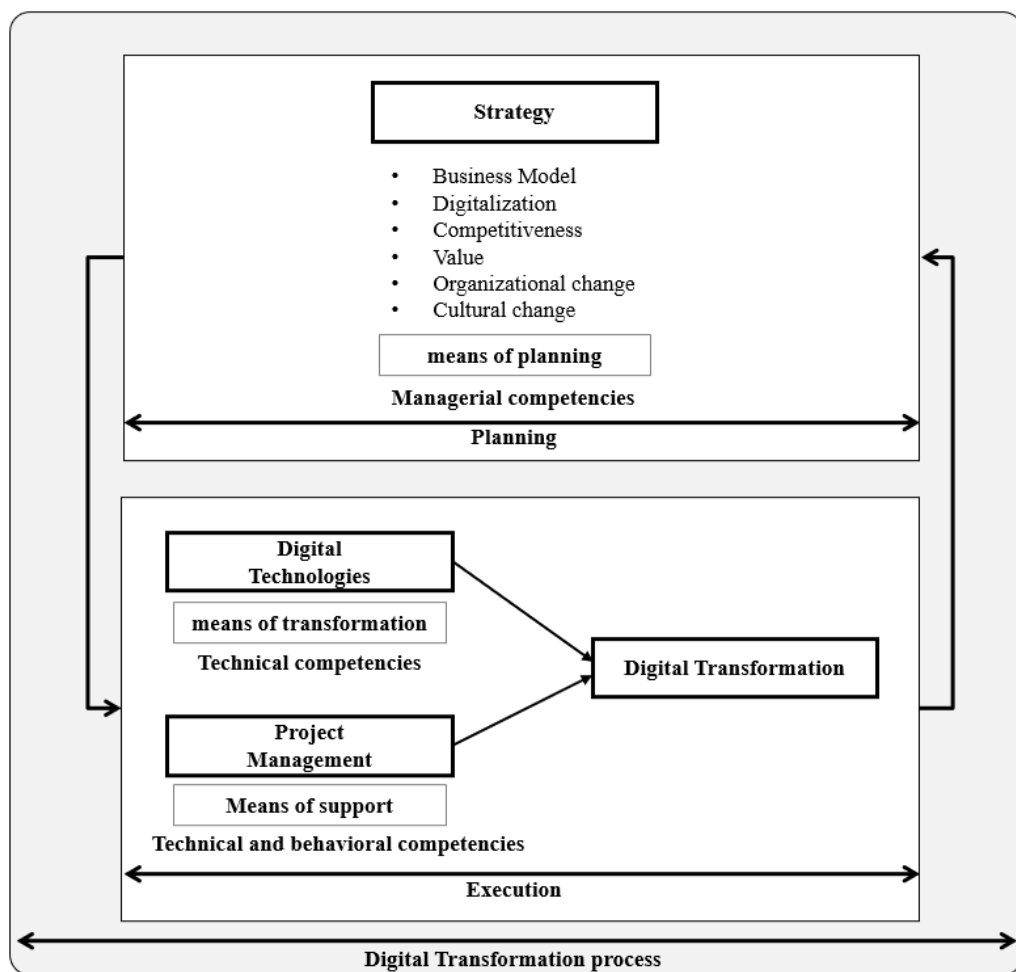 Strategy
• Business Model
• Digitalization
• Competitiveness
• Value
• Organizational change
• Cultural change
means of planning
Managerial competencies
Planning
Digital
Technologies
means of transformation
Technical competencies
Digital Transformation
Project
Management
Means of support
Technical and behavioral competencies
Execution
Digital Transformation process